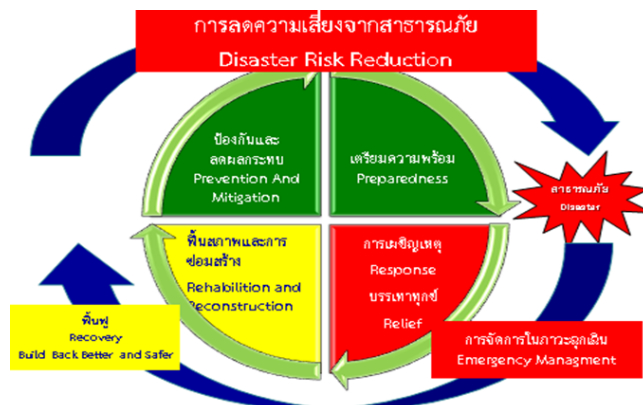 การลดความเสี่ยงจากสาธารณภัย
Disaster Risk Reduction
ป้องกันและ
ลดผลกระทบ
Prevention And
Mitigation
เตรียมความพร้อม
Preparedness
สาธารณภัย
Disaster
ฟื้นสภาพและการ
ซ่อมสร้าง
Rehabilition and
Reconstruction
การเผชิญเหตุ
Response
บรรเทาทุกข์
Relief
ฟื้นฟู
Recovery
Build Back Better and Safer
การจัดการในภาวะฉุกเฉิน
Emergency Managment